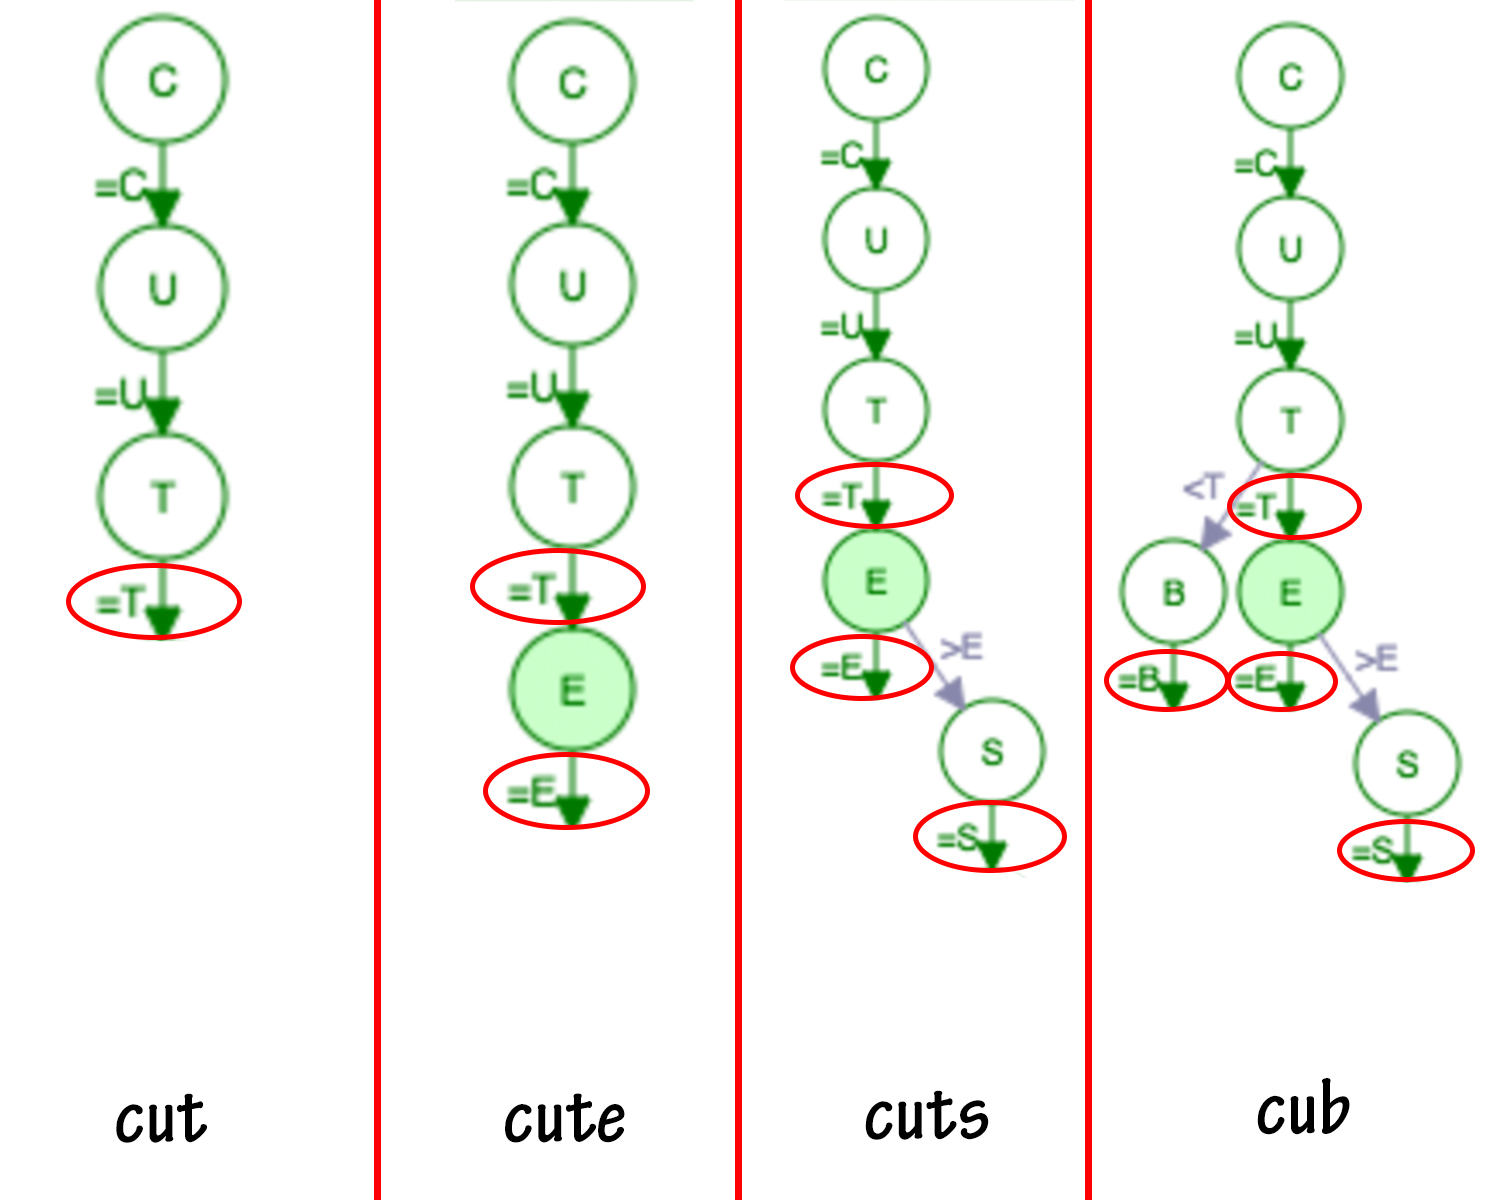 C
=C
U
=U
T
=T
cut
C
=C
U
=U
T
=T
E
=E
cute
C
=C
U
=U
T
=T
E
=E
>E
S
=S
cuts
C
=C
U
=U
T
<T
=T
B
E
=B
=E
>E
S
=S
cub